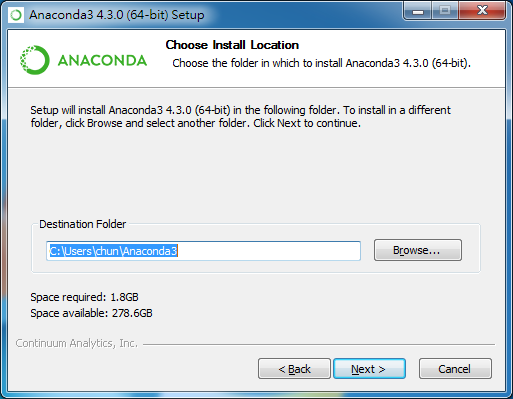 Anaconda3 4.3.0 (64-bit) Setup
ANACONDA
Choose Install Location
Choose the folder in which to install Anaconda3 4.3.0 (64-bit).
Setup will install Anaconda3 4.3.0 (64-bit) in the following folder. To install in a different
folder, click Browse and select another folder. Click Next to continue.
Destination Folder
C:\Users\chun\Anaconda3
Browse...
Space required: 1.8GB
Space available: 278.6GB
Continuum Analytics, Inc.
< Back
Next >
Cancel